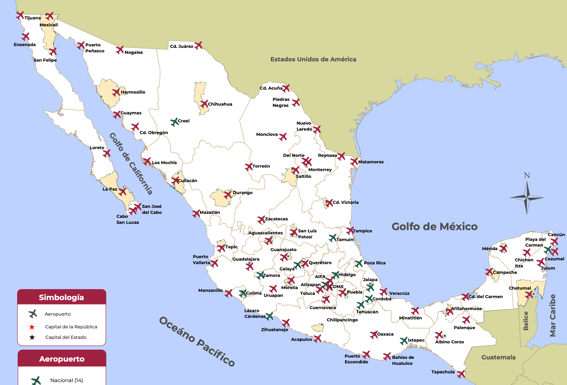 Tijuana
Mexicali
Ensenada
San Felipe
Puerto
Peñasco
Nogales
Cd. Juárez
Estados Unidos de América
Hermosillo
Chihuahua
Cd. Acuña
Piedras
Negras
Guaymas
Creel
Cd. Obregón
Nuevo
Laredo
Monclova
Loreto
Golfo de California
Los Mochis
Torreón
Del Norte
Reynosa
Monterrey
Matamoros
Saltillo
Culiacán
La Paz
Durango
San José
del Cabo
Cabo
San Lucas
Mazatlán
Cd. Victoria
Zacatecas
Golfo de México
N
Aguascalientes
San Luis
Potosí
Tampico
Tamuín
Tepic
Guanajuato
Puerto
Vallarta
Guadalajara
Celaya
Querétaro
Poza Rica
Mérida
Cancún
Playa del
Carmen
Cozumel
Chichen
Itza
Tulum
Zamora
Morelia
AIFA
Hidalgo
Jalapa
Atizapan
CDMX
Toluca
Puebla
Veracrúz
Campeche
Chetumal
Manzanillo
Colima
Uruapan
Cuernavaca
Cordoba
Tehuacán
Cd. del Carmen
Villahermosa
Minatitlán
Palenque
Lázaro
Cárdenas
Zihuatanejo
Chilpancingo
Acapulco
Oaxaca
Ixtepec
Albino Corzo
Belice
Mar Caribe
Guatemala
Puerto
Escondido
Bahías de
Huatulco
Tapachula
Océano Pacífico
Simbología
Aeropuerto
Capital de la República
Capital del Estado
Aeropuerto
Nacional (14)